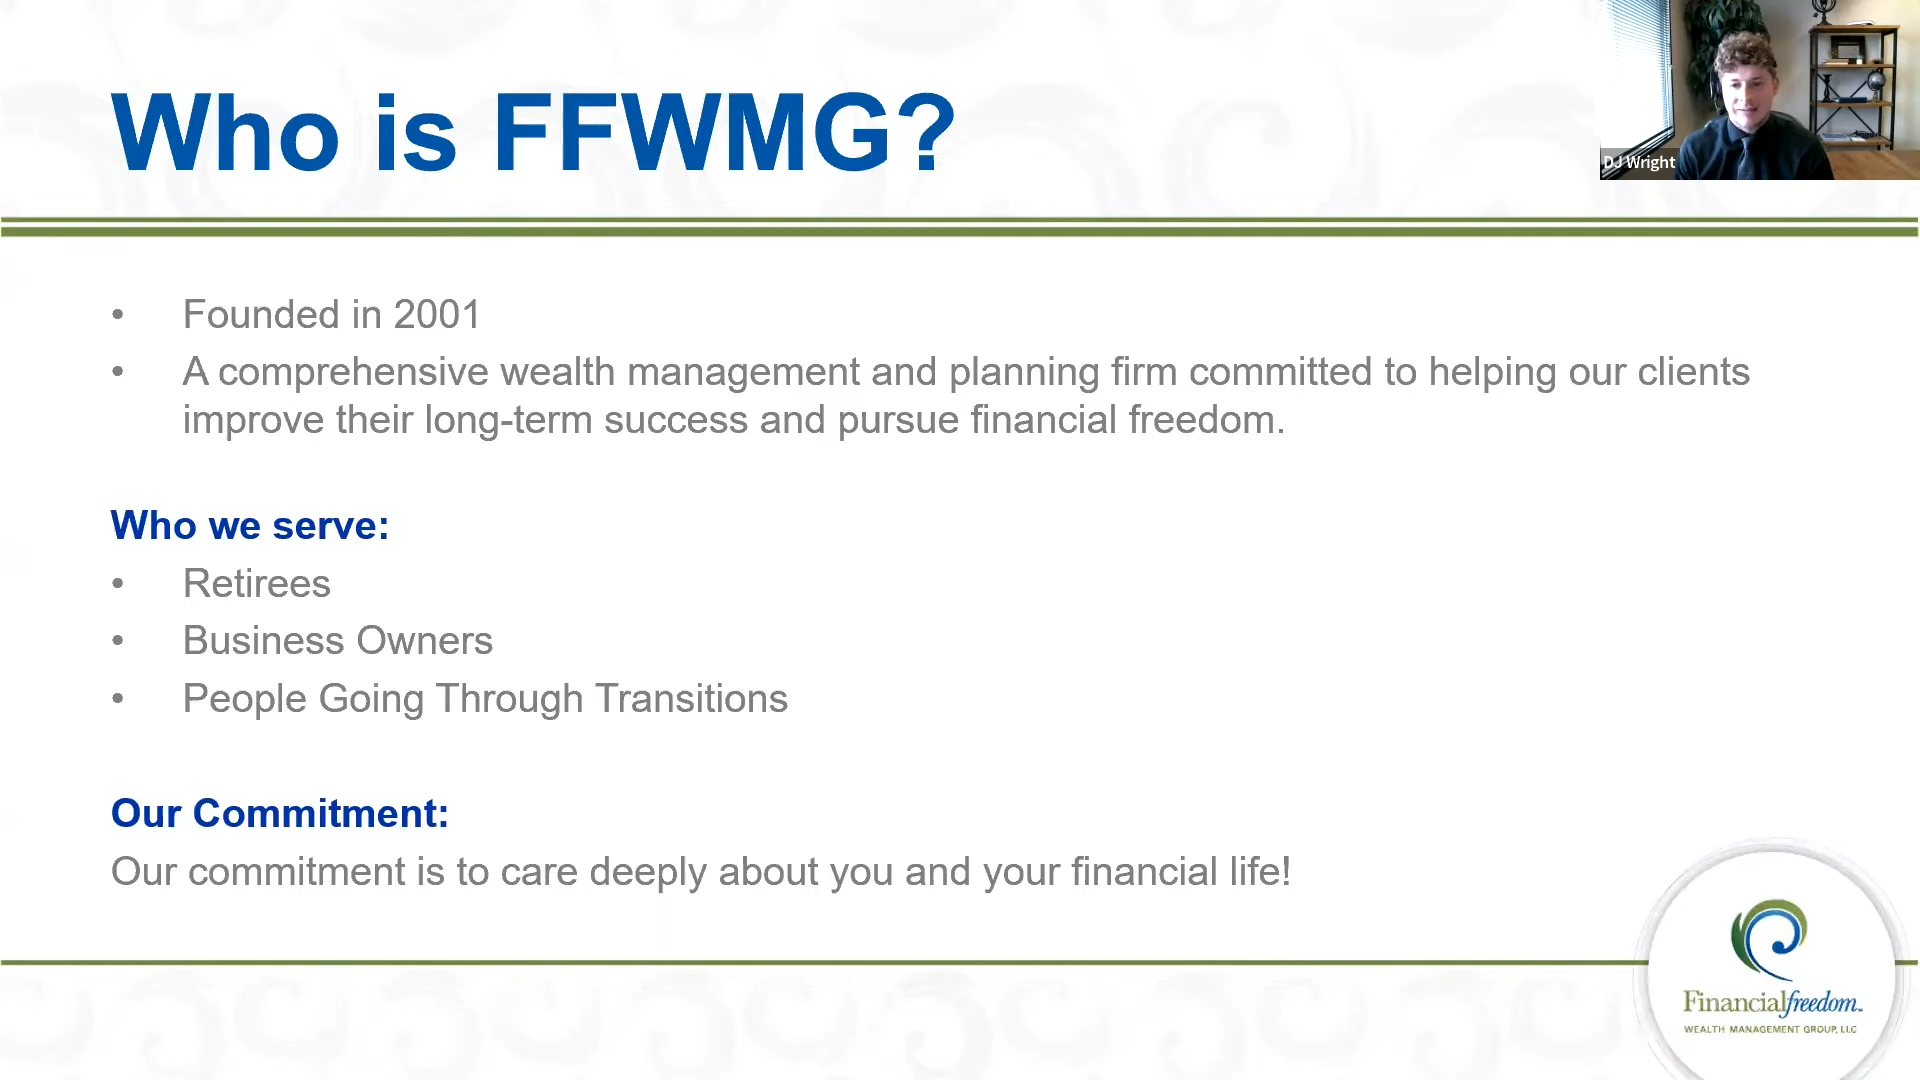 Who is FFWMG?
DJ Wright
• Founded in 2001
• A comprehensive wealth management and planning firm committed to helping our clients
improve their long-term success and pursue financial freedom.
Who we serve:
• Retirees
• Business Owners
• People Going Through Transitions
Our Commitment:
Our commitment is to care deeply about you and your financial life!
Financialfreedom™
WEALTH MANAGEMENT GROUP, LLC